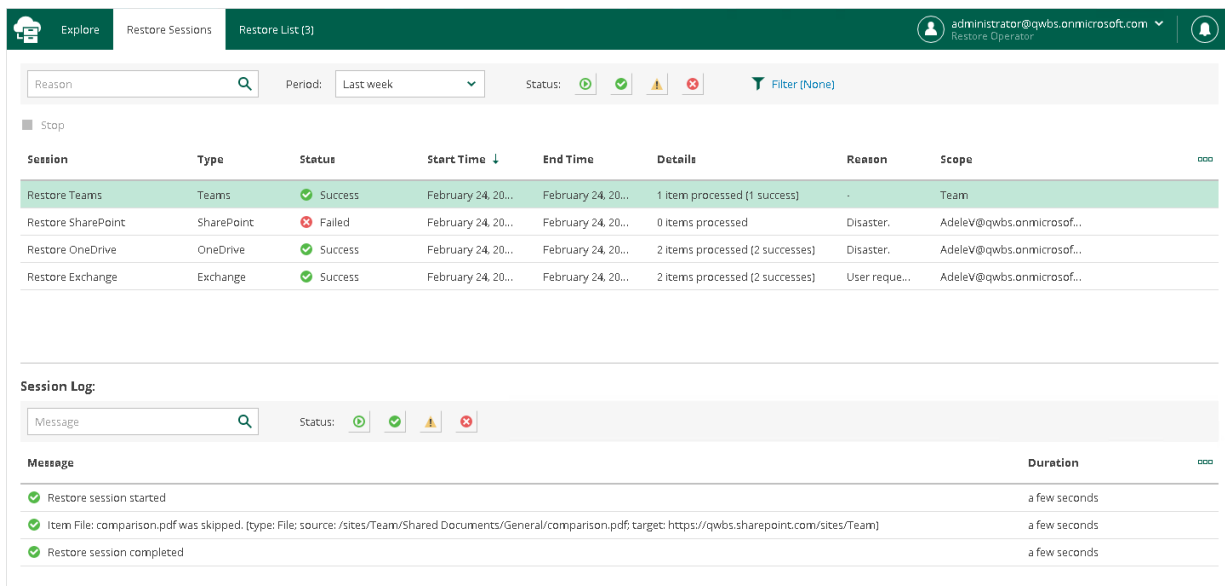 Explore Restore Sessions Restore List (3) administrator@qwbs.onmicrosoft.com
Restore Operator
Reason Period: Last week Status: Filter (None)
Stop
Session Type Status Start Time ↓ End Time Details Reason Scope
Restore Teams Teams Success February 24, 20... February 24, 20... 1 item processed (1 success) - Team
Restore SharePoint SharePoint Failed February 24, 20... February 24, 20... 0 items processed Disaster. AdeleV@qwbs.onmicrosof...
Restore OneDrive OneDrive Success February 24, 20... February 24, 20... 2 items processed (2 successes) Disaster. AdeleV@qwbs.onmicrosof...
Restore Exchange Exchange Success February 24, 20... February 24, 20... 2 items processed (2 successes) User reque... AdeleV@qwbs.onmicrosof...
Session Log:
Message Status:
Message Duration
Restore session started a few seconds
Item File: comparison.pdf was skipped. (type: File; source: /sites/Team/Shared Documents/General/comparison.pdf; target: https://qwbs.sharepoint.com/sites/Team) a few seconds
Restore session completed a few seconds